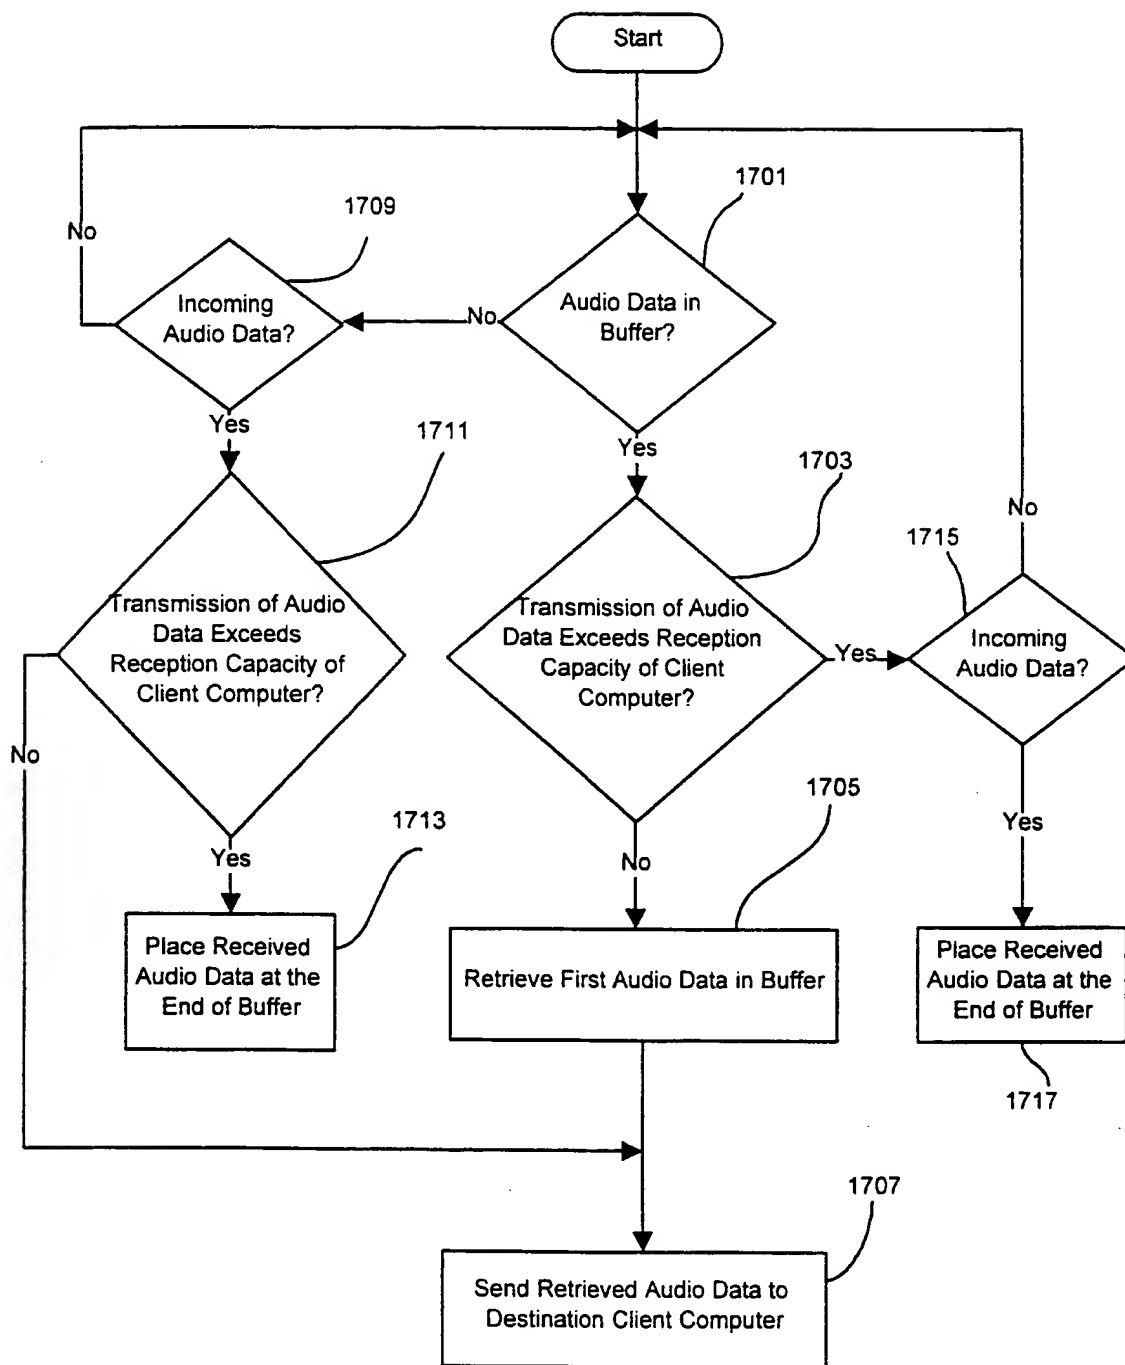 Start
1701
1709
No
Incoming
Audio Data?
No
Audio Data in
Buffer?
Yes
1711
Yes
1703
No
1715
Transmission of Audio
Data Exceeds
Reception Capacity of
Client Computer?
Transmission of Audio
Data Exceeds Reception
Capacity of Client
Computer?
Yes
Incoming
Audio Data?
No
1705
1713
Yes
Yes
No
Place Received
Audio Data at the
End of Buffer
Retrieve First Audio Data in Buffer
Place Received
Audio Data at the
End of Buffer
1717
1707
Send Retrieved Audio Data to
Destination Client Computer